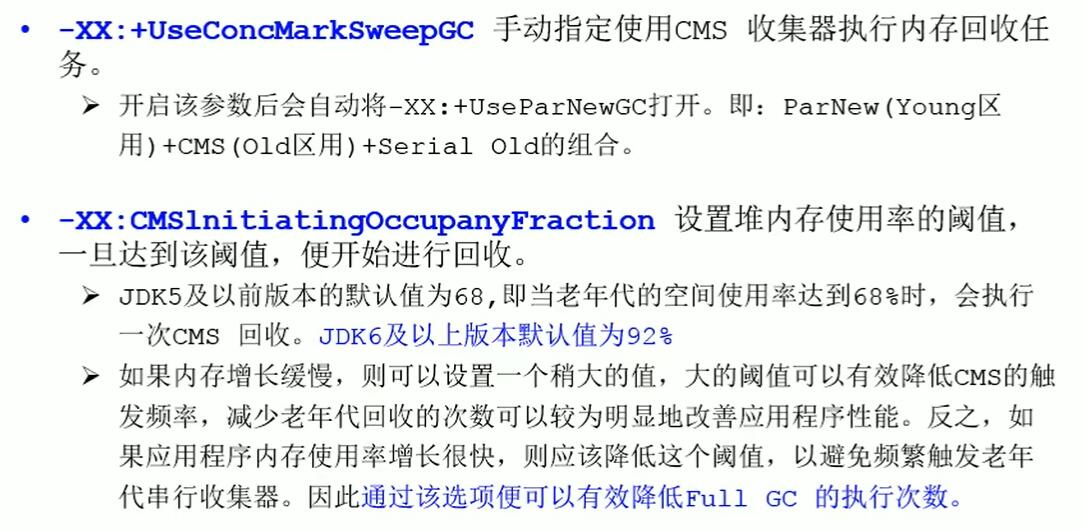 • -XX:+UseConcMarkSweepGC 手动指定使用CMS 收集器执行内存回收任
务。
➢ 开启该参数后会自动将-XX:+UseParNewGC打开。即：ParNew(Young区
用)+CMS(Old区用)+Serial Old的组合。
• -XX:CMSlnitiatingOccupanyFraction 设置堆内存使用率的阈值，
一旦达到该阈值，便开始进行回收。
➢ JDK5及以前版本的默认值为68,即当老年代的空间使用率达到68%时，会执行
一次CMS 回收。JDK6及以上版本默认值为92%
➢ 如果内存增长缓慢，则可以设置一个稍大的值，大的阈值可以有效降低CMS的触
发频率，减少老年代回收的次数可以较为明显地改善应用程序性能。反之，如
果应用程序内存使用率增长很快，则应该降低这个阈值，以避免频繁触发老年
代串行收集器。因此通过该选项便可以有效降低Full GC 的执行次数。